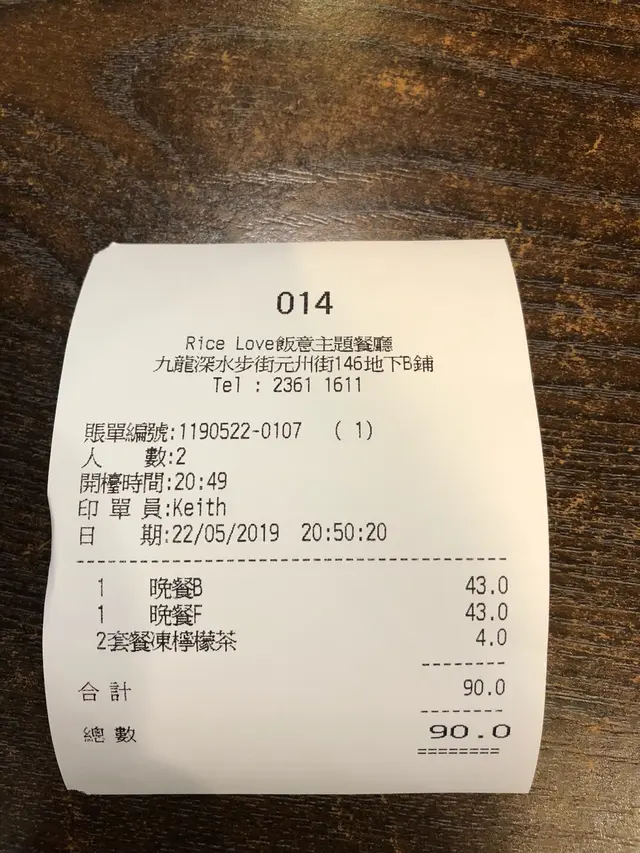 014
Rice Love飯意主題餐廳
九龍深水步街元州街146地下B鋪
Tel : 2361 1611
賬單編號:1190522-0107 ( 1)
人 數:2
開檯時間:20:49
印 單 員:Keith
日 期:22/05/2019 20:50:20
1 晚餐B 43.0
1 晚餐F 43.0
2套餐凍檸檬茶 4.0
合 計 90.0
總 數 90.0